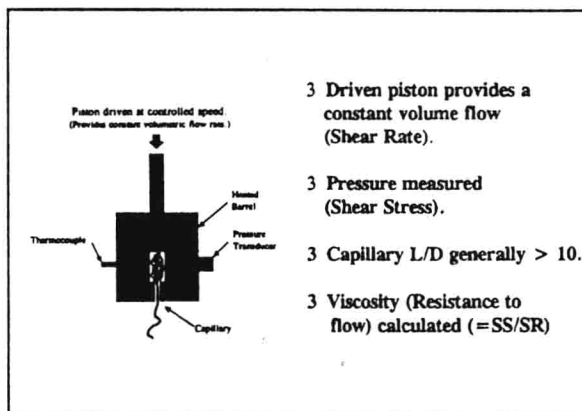 Piston driven at controlled speed.
(Provides constant volumetric flow rate.)
Heated
Barrel
Thermocouple
Pressure
Transducer
Capillary
3 Driven piston provides a
constant volume flow
(Shear Rate).
3 Pressure measured
(Shear Stress).
3 Capillary L/D generally > 10.
3 Viscosity (Resistance to
flow) calculated (=SS/SR)